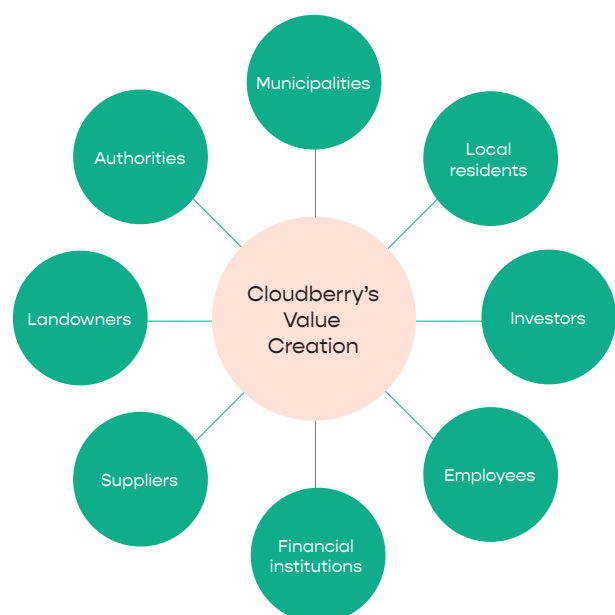 Municipalities
Authorities
Local
residents
Landowners
Cloudberry’s
Value
Creation
Investors
Suppliers
Employees
Financial
institutions